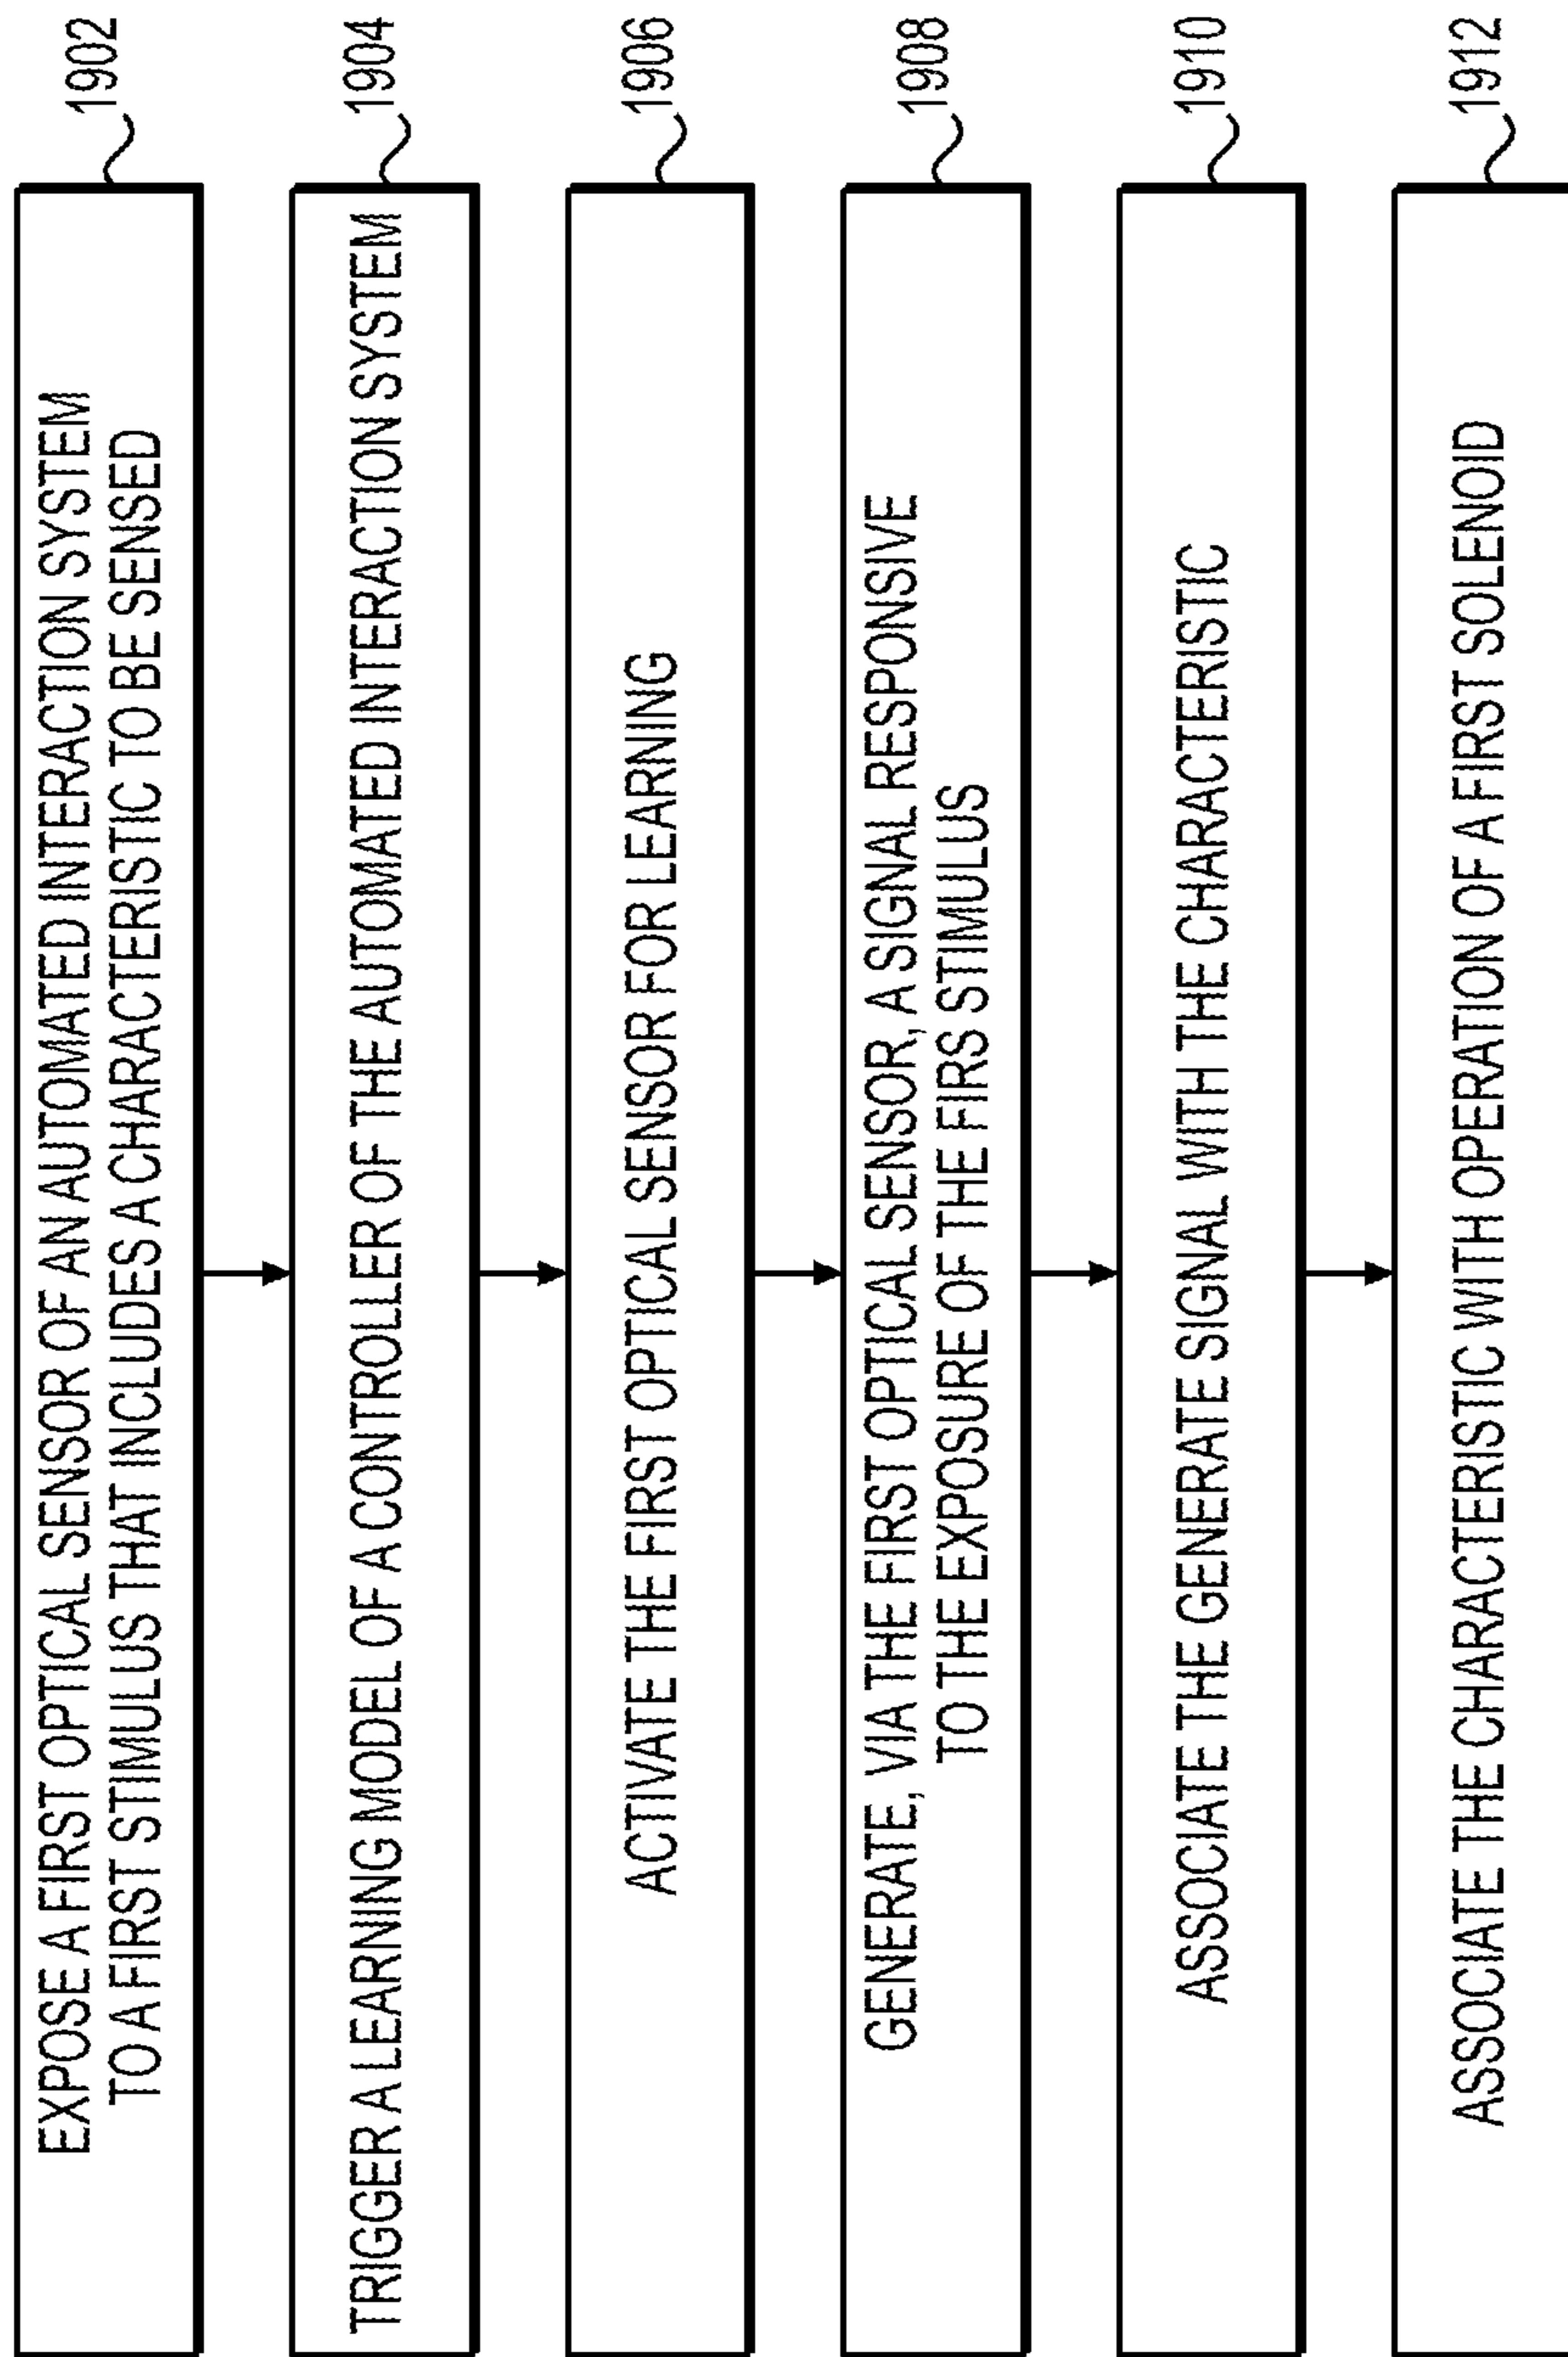 EXPOSE A FIRST OPTICAL SENSOR OF AN AUTOMATED INTERACTION SYSTEM
TO A FIRST STIMULUS THAT INCLUDES A CHARACTERISTIC TO BE SENSED
1902
TRIGGER A LEARNING MODEL OF A CONTROLLER OF THE AUTOMATED INTERACTION SYSTEM
1904
ACTIVATE THE FIRST OPTICAL SENSOR FOR LEARNING
1906
GENERATE, VIA THE FIRST OPTICAL SENSOR, A SIGNAL RESPONSIVE
TO THE EXPOSURE OF THE FIRS STIMULUS
1908
ASSOCIATE THE GENERATE SIGNAL WITH THE CHARACTERISTIC
1910
ASSOCIATE THE CHARACTERISTIC WITH OPERATION OF A FIRST SOLENOID
1912